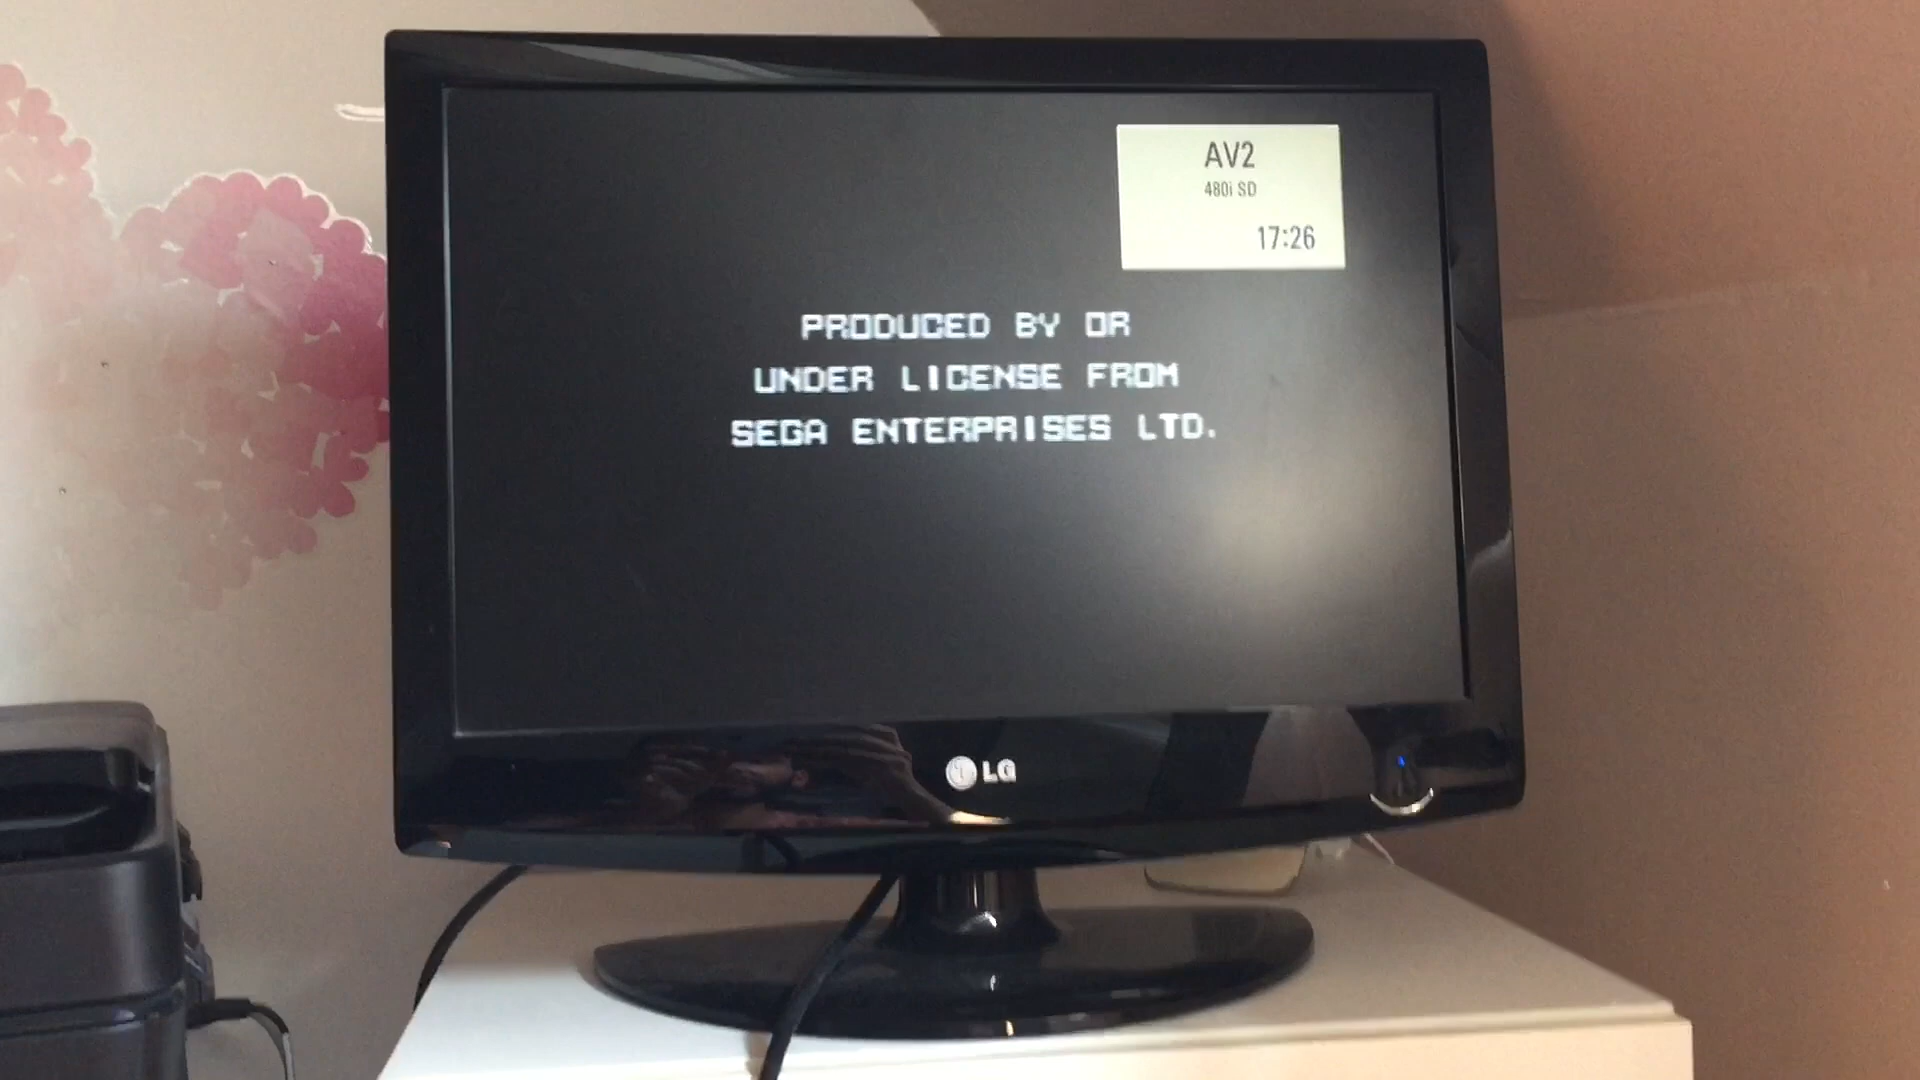 AV2
480i SD
17:26
PRODUCED BY OR
UNDER LICENSE FROM
SEGA ENTERPRISES LTD.
LG